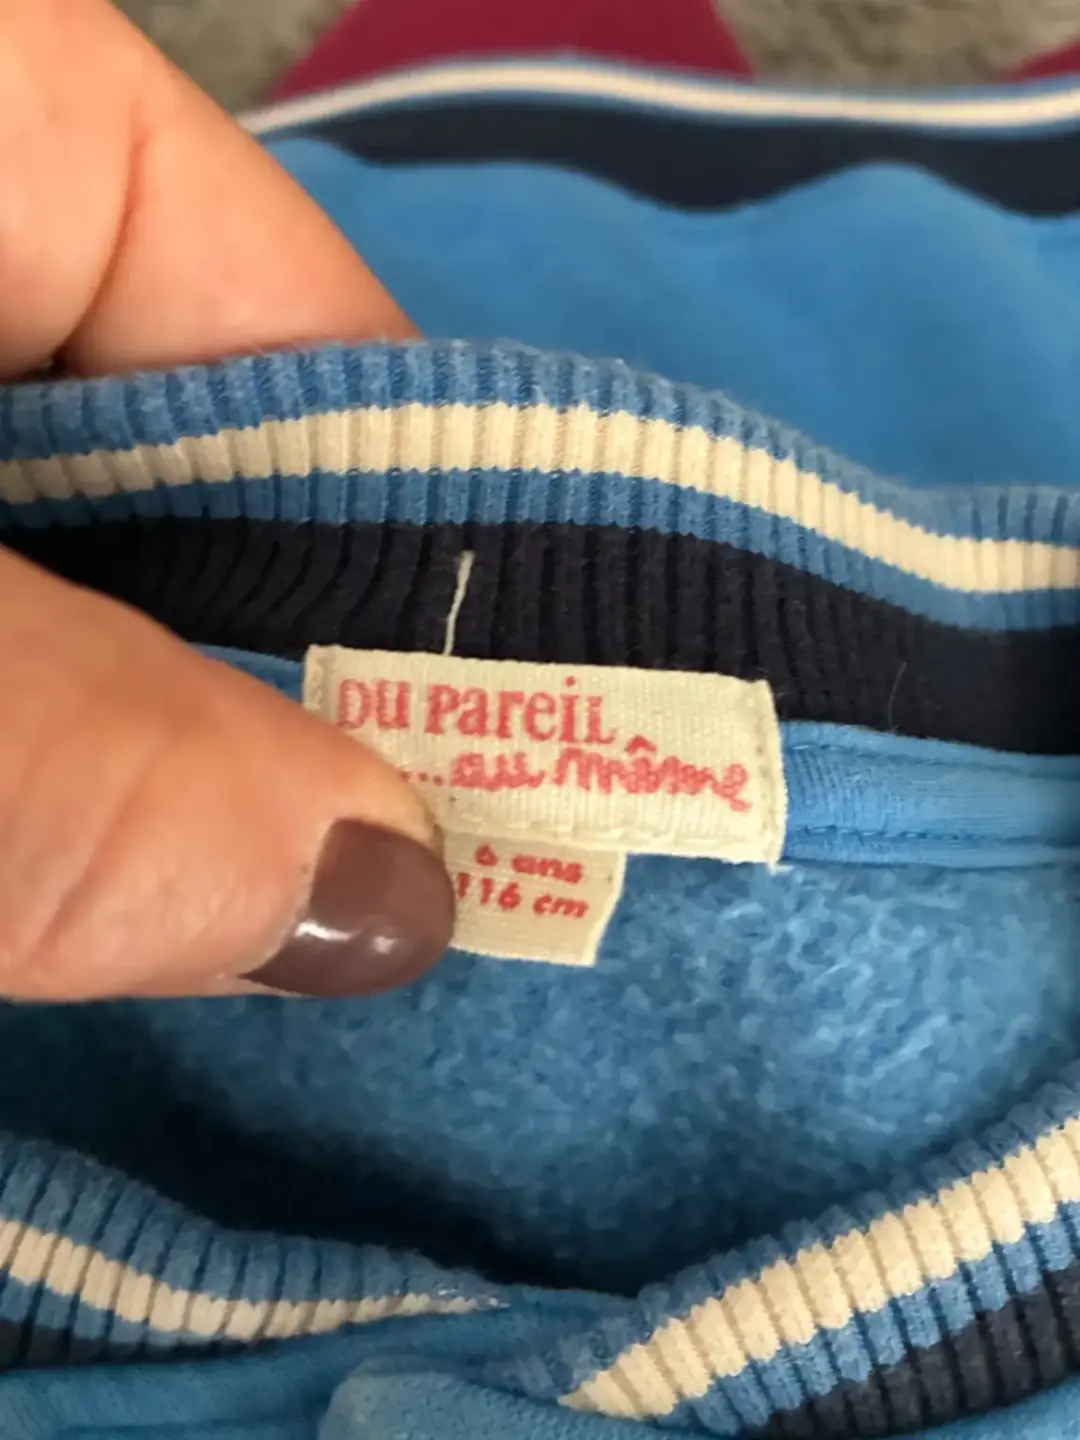 DU PAREIL
...au même
6 ans
116 cm